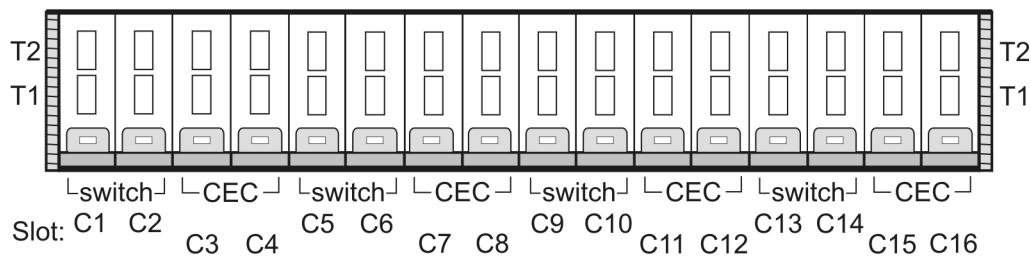 T2 T2
T1 T1
switch CEC switch CEC switch CEC switch CEC
Slot: C1 C2 C3 C4 C5 C6 C7 C8 C9 C10 C11 C12 C13 C14 C15 C16